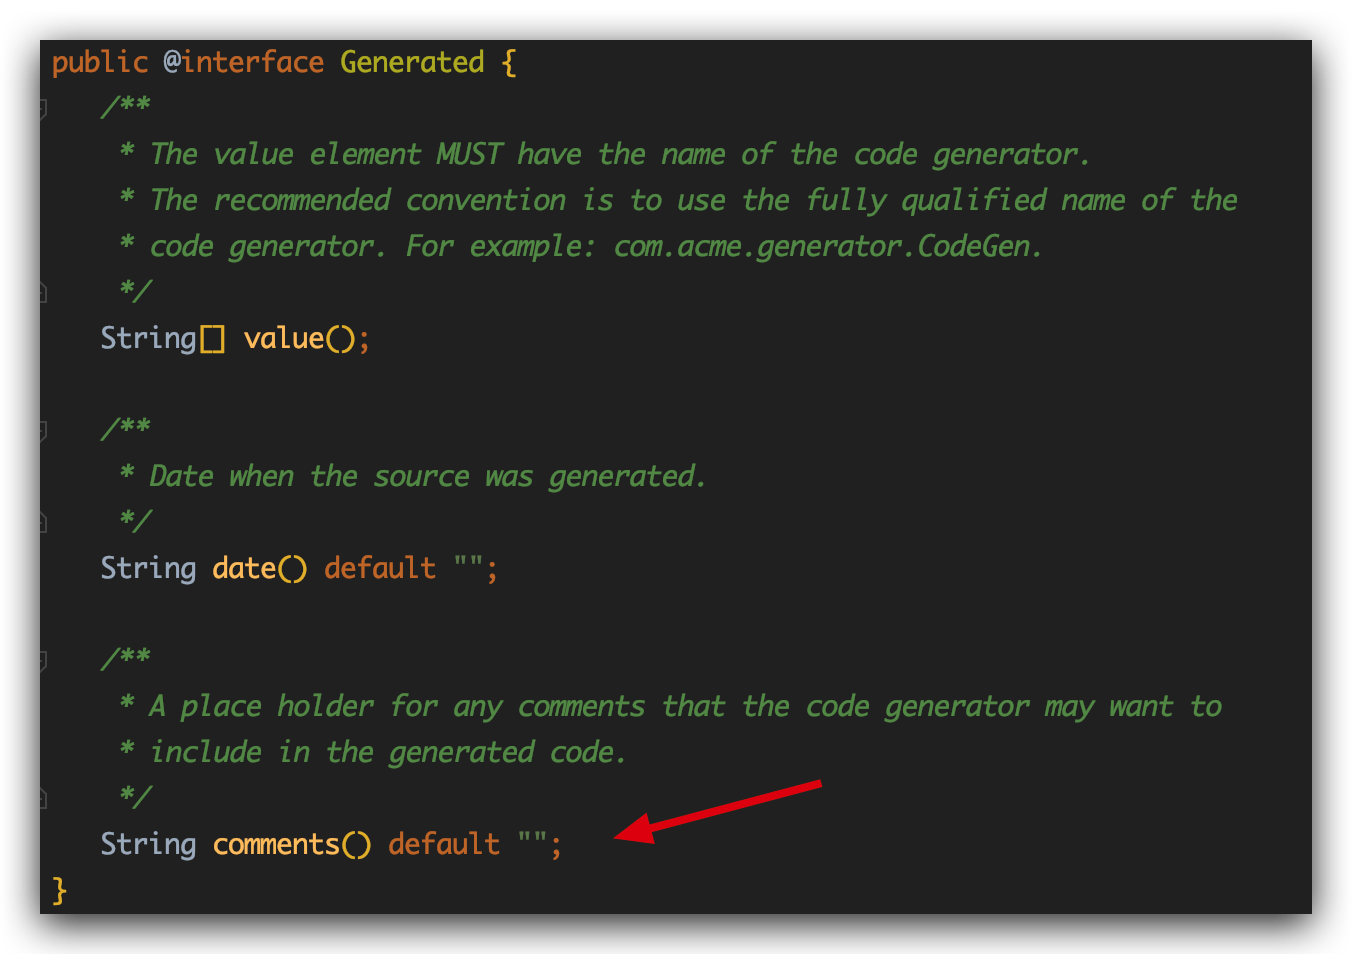 public @interface Generated {
/**
* The value element MUST have the name of the code generator.
* The recommended convention is to use the fully qualified name of the
* code generator. For example: com.acme.generator.CodeGen.
*/
String[] value();
/**
* Date when the source was generated.
*/
String date() default "";
/**
* A place holder for any comments that the code generator may want to
* include in the generated code.
*/
String comments() default "";
}